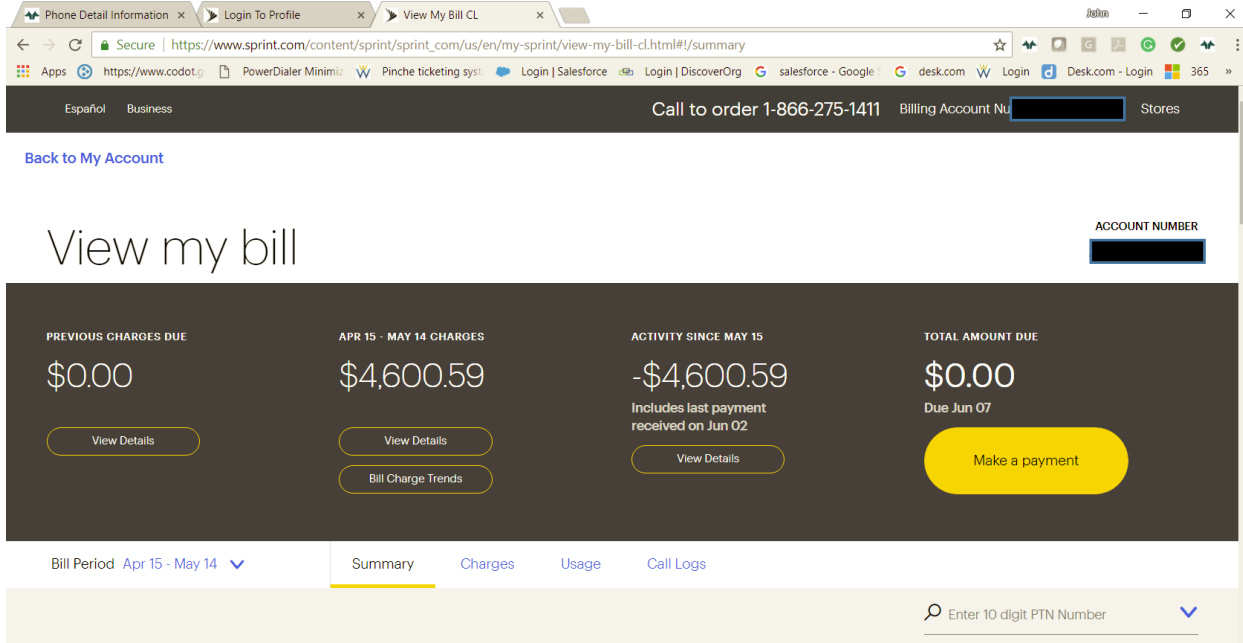 Phone Detail Information × Login To Profile × View My Bill CL × John
Secure | https://www.sprint.com/content/sprint/sprint_com/us/en/my-sprint/view-my-bill-cl.html#!/summary
Apps https://www.codot.g PowerDialer Minimiz Pinche ticketing syst Login | Salesforce Login | DiscoverOrg salesforce - Google S desk.com Login Desk.com - Login 365 »
Español Business Call to order 1-866-275-1411 Billing Account Nu Stores
Back to My Account
ACCOUNT NUMBER
View my bill
PREVIOUS CHARGES DUE APR 15 - MAY 14 CHARGES ACTIVITY SINCE MAY 15 TOTAL AMOUNT DUE
$0.00 $4,600.59 -$4,600.59 $0.00
Includes last payment Due Jun 07
received on Jun 02
View Details View Details View Details Make a payment
Bill Charge Trends
Bill Period Apr 15 - May 14 Summary Charges Usage Call Logs
Enter 10 digit PTN Number